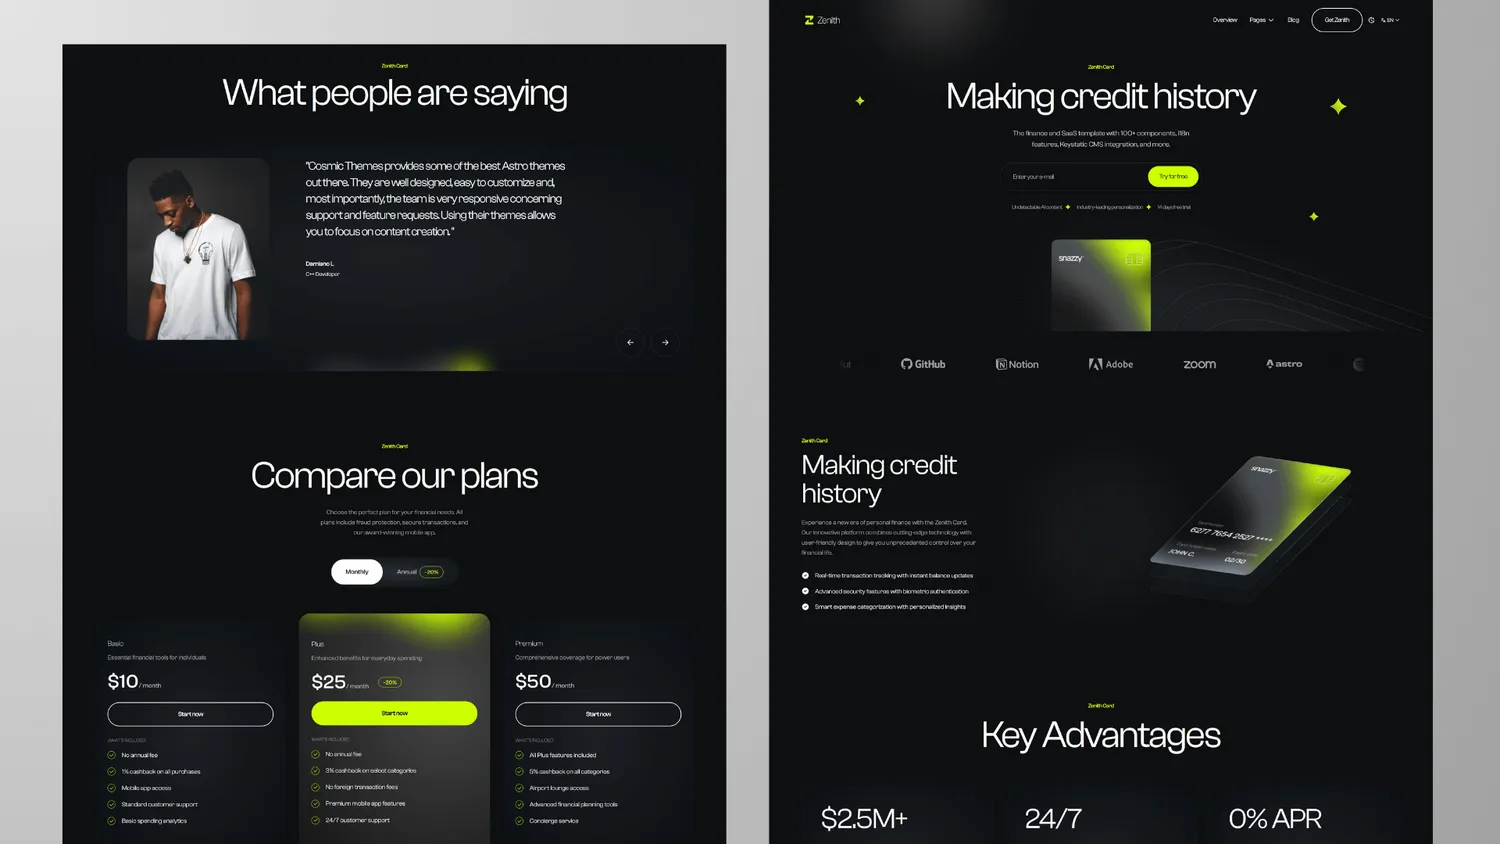 Zenith Card
What people are saying
"Cosmic Themes provides some of the best Astro themes
out there. They are well designed, easy to customize and,
most importantly, the team is very responsive concerning
support and feature requests. Using their themes allows
you to focus on content creation."
Damiano L.
C++ Developer
Zenith Card
Compare our plans
Choose the perfect plan for your financial needs. All
plans include fraud protection, secure transactions, and
our award-winning mobile app.
Monthly
Annual
-20%
Basic
Essential financial tools for individuals
$10 / month
Start now
WHAT'S INCLUDED
No annual fee
1% cashback on all purchases
Mobile app access
Standard customer support
Basic spending analytics
Plus
Enhanced benefits for everyday spending
$25 / month
-20%
Start now
WHAT'S INCLUDED
No annual fee
3% cashback on select categories
No foreign transaction fees
Premium mobile app features
24/7 customer support
Premium
Comprehensive coverage for power users
$50 / month
Start now
WHAT'S INCLUDED
All Plus features included
5% cashback on all categories
Airport lounge access
Advanced financial planning tools
Concierge service
Zenith
Overview
Pages
Blog
Get Zenith
EN
Zenith Card
Making credit history
The finance and SaaS template with 100+ components, i18n
features, Keystatic CMS integration, and more.
Enter your e-mail
Try for free
Undetectable AI content
Industry-leading personalization
14 days free trial
snazzy
GitHub
Notion
Adobe
zoom
astro
Zenith Card
Making credit
history
Experience a new era of personal finance with the Zenith Card.
Our innovative platform combines cutting-edge technology with
user-friendly design to give you unprecedented control over your
financial life.
Real-time transaction tracking with instant balance updates
Advanced security features with biometric authentication
Smart expense categorization with personalized insights
snazzy
6277 7654 2527 ****
JOHN C.
02/30
Zenith Card
Key Advantages
$2.5M+
24/7
0% APR